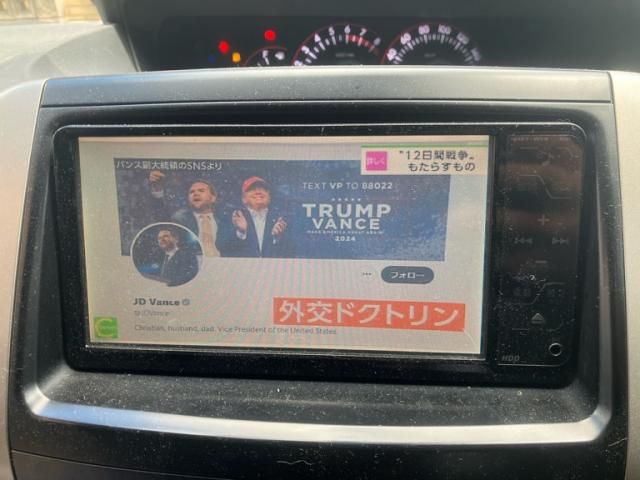 バンス副大統領のSNSより
詳しく
"12日間戦争"
もたらすもの
TEXT VP TO 88022
TRUMP
VANCE
MAKE AMERICA GREAT AGAIN!
2024
フォロー
JD Vance
@JDVance
外交ドクトリン
Christian, husband, dad. Vice President of the United States.
HDD